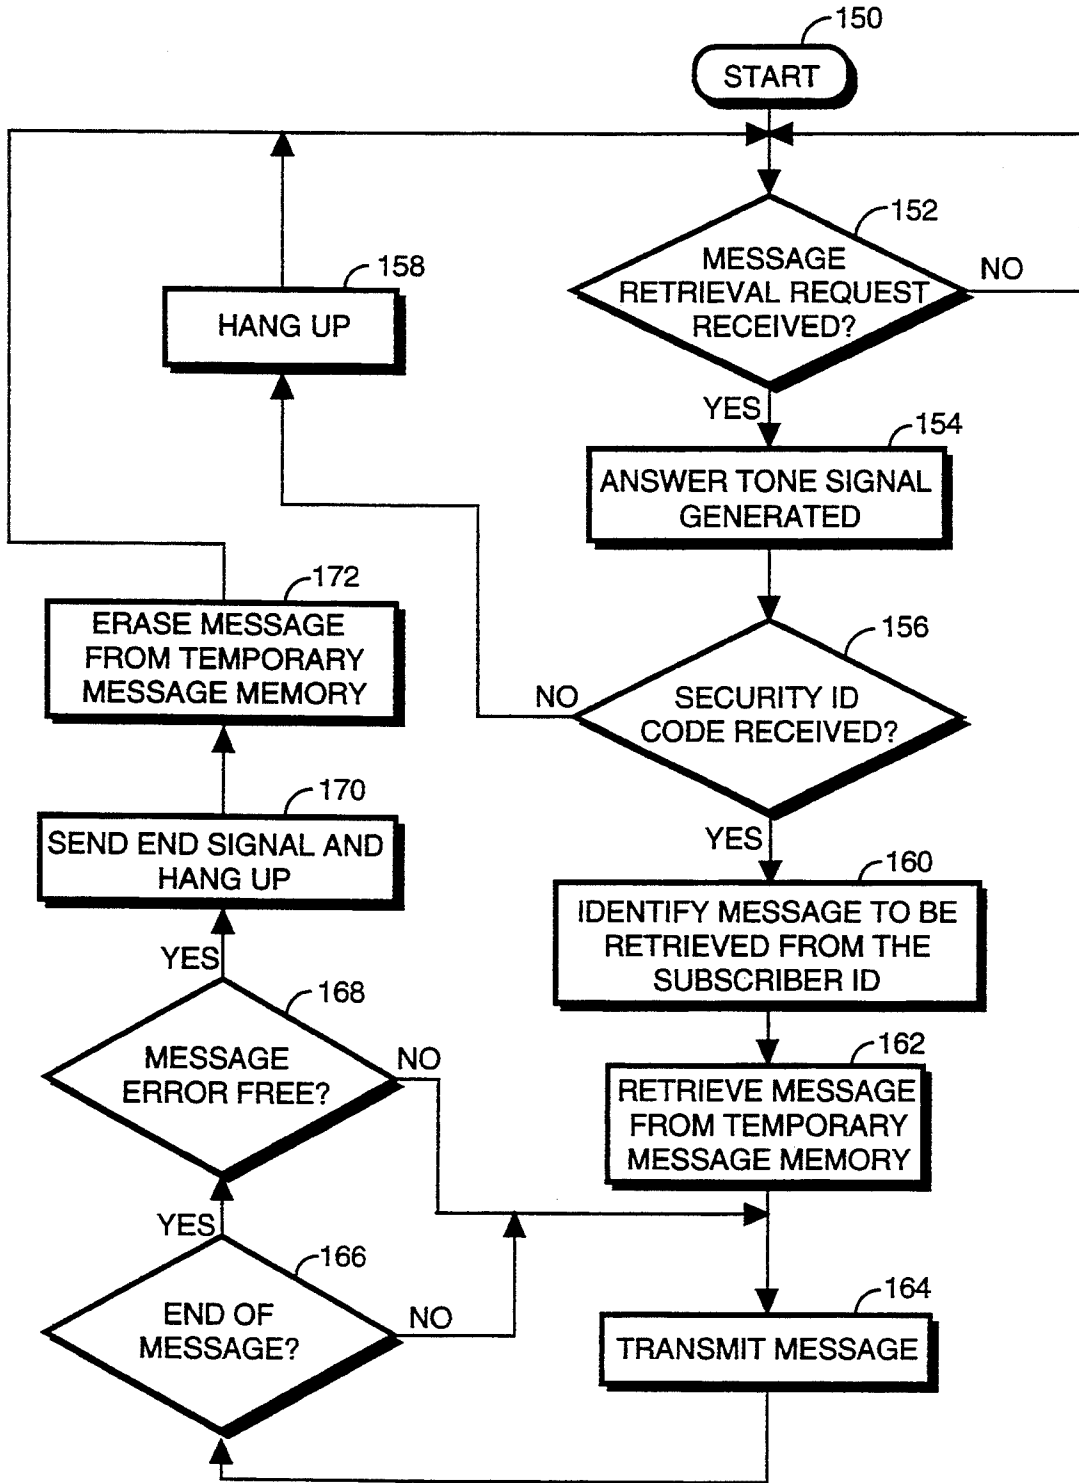 150
START
152
MESSAGE
RETRIEVAL REQUEST
RECEIVED?
NO
YES
154
ANSWER TONE SIGNAL
GENERATED
156
SECURITY ID
CODE RECEIVED?
NO
158
HANG UP
YES
160
IDENTIFY MESSAGE TO BE
RETRIEVED FROM THE
SUBSCRIBER ID
162
RETRIEVE MESSAGE
FROM TEMPORARY
MESSAGE MEMORY
164
TRANSMIT MESSAGE
166
END OF
MESSAGE?
NO
YES
168
MESSAGE
ERROR FREE?
NO
YES
170
SEND END SIGNAL AND
HANG UP
172
ERASE MESSAGE
FROM TEMPORARY
MESSAGE MEMORY